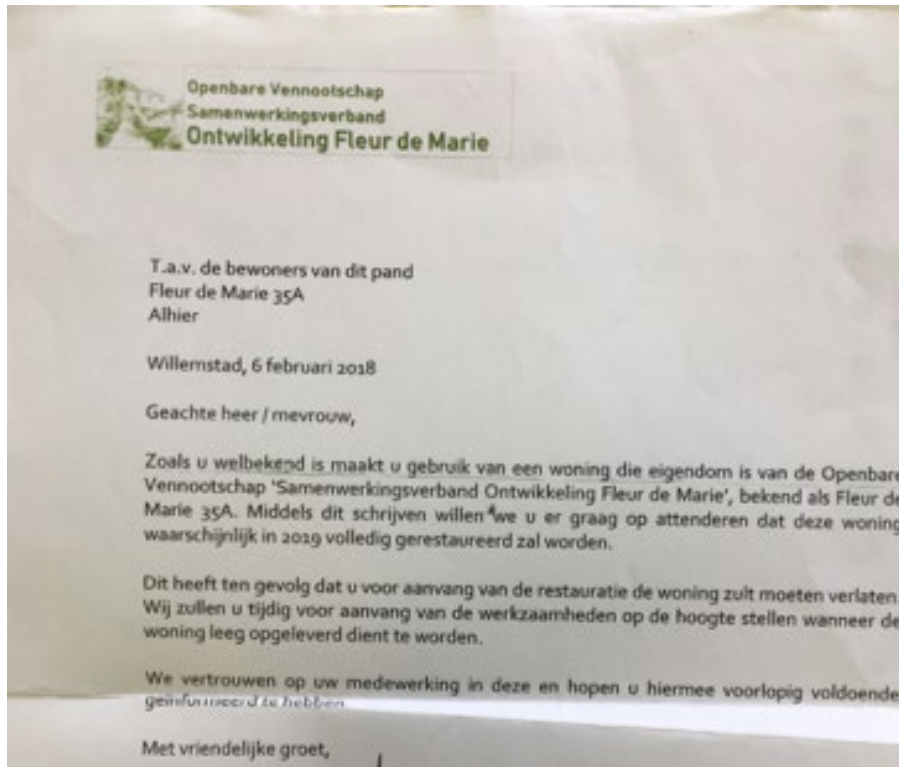 Openbare Vennootschap
Samenwerkingsverband
Ontwikkeling Fleur de Marie
T.a.v. de bewoners van dit pand
Fleur de Marie 35A
Alhier
Willemstad, 6 februari 2018
Geachte heer / mevrouw,
Zoals u welbekend is maakt u gebruik van een woning die eigendom is van de Openbare
Vennootschap 'Samenwerkingsverband Ontwikkeling Fleur de Marie', bekend als Fleur de
Marie 35A. Middels dit schrijven willen we u er graag op attenderen dat deze woning
waarschijnlijk in 2019 volledig gerestaureerd zal worden.
Dit heeft ten gevolg dat u voor aanvang van de restauratie de woning zult moeten verlaten.
Wij zullen u tijdig voor aanvang van de werkzaamheden op de hoogte stellen wanneer de
woning leeg opgeleverd dient te worden.
We vertrouwen op uw medewerking in deze en hopen u hiermee voorlopig voldoende
geïnformeerd te hebben
Met vriendelijke groet,